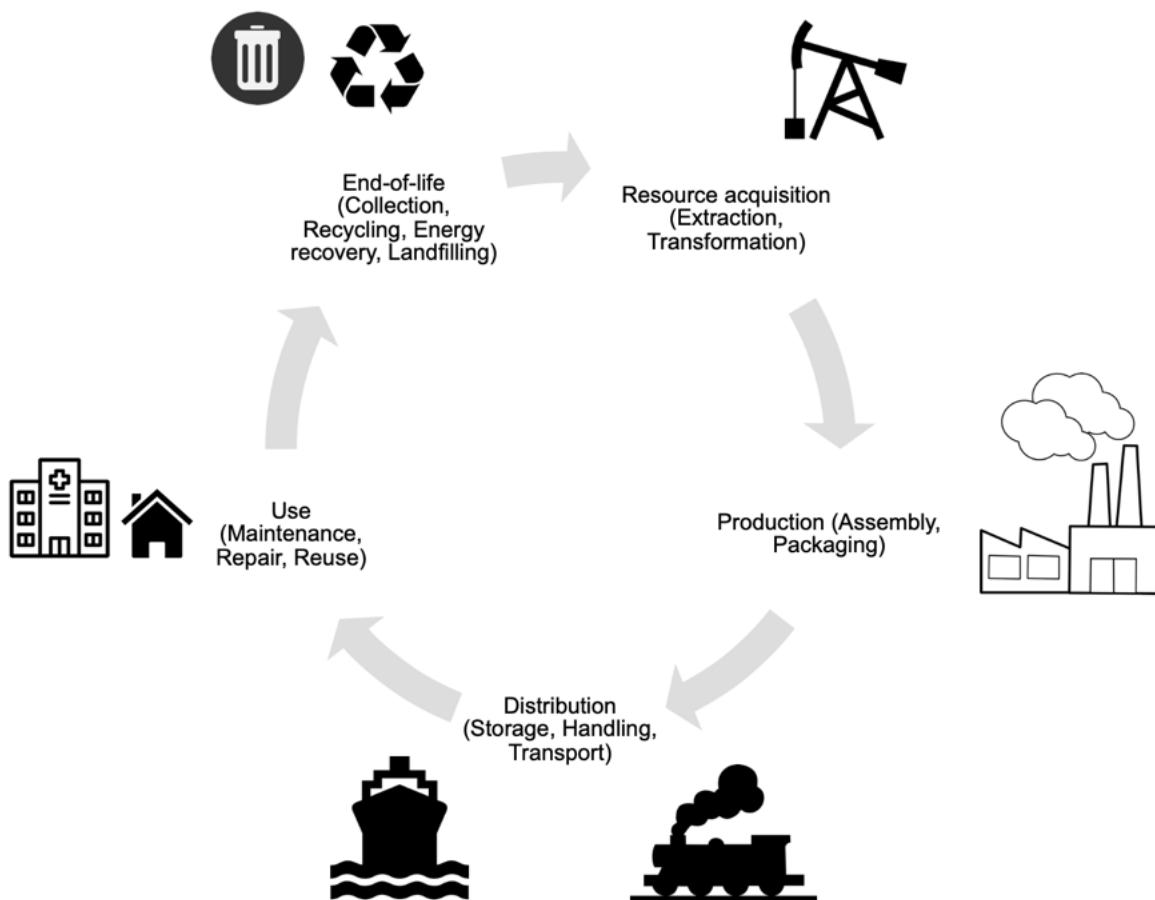 End-of-life
(Collection,
Recycling, Energy
recovery, Landfilling)
Resource acquisition
(Extraction,
Transformation)
Production (Assembly,
Packaging)
Distribution
(Storage, Handling,
Transport)
Use
(Maintenance,
Repair, Reuse)